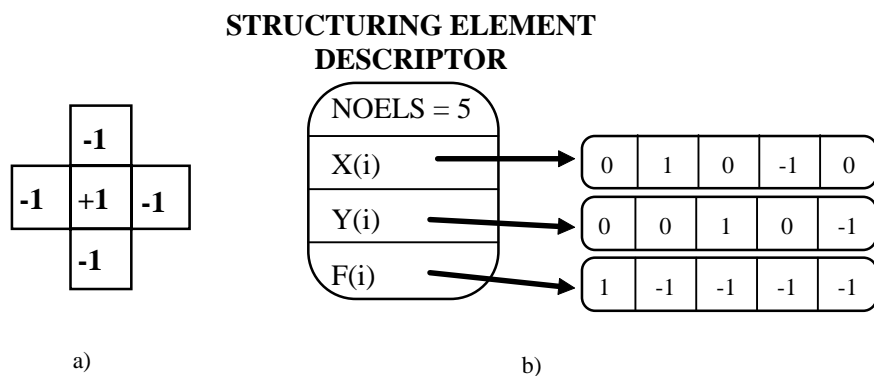 STRUCTURING ELEMENT
DESCRIPTOR
-1
-1 +1 -1
-1
a)
NOELS = 5
X(i)
0 1 0 -1 0
Y(i)
0 0 1 0 -1
F(i)
1 -1 -1 -1 -1
b)